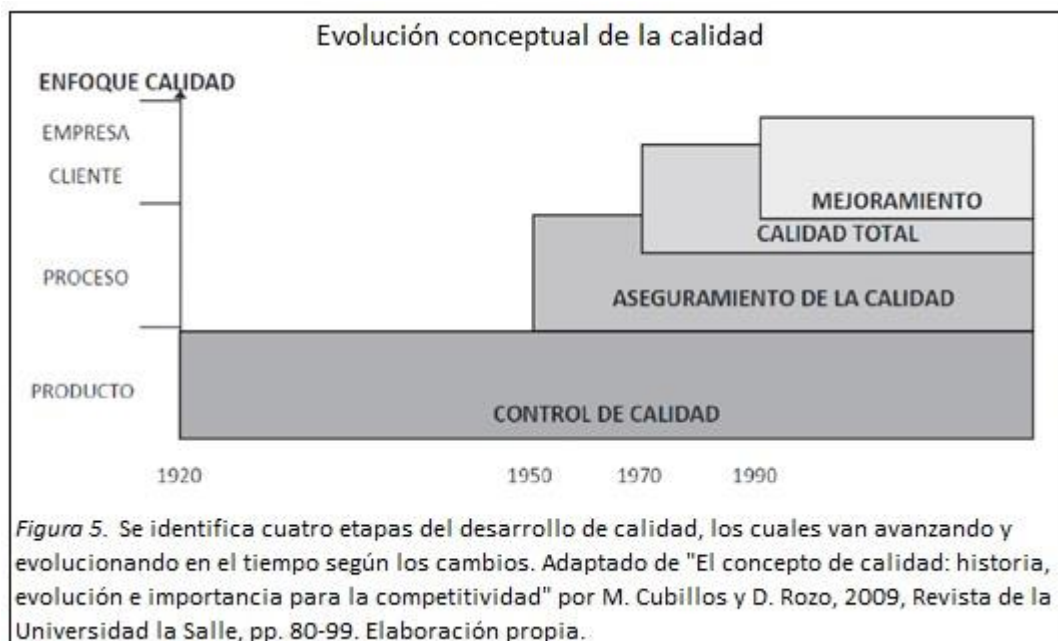 Evolución conceptual de la calidad
ENFOQUE CALIDAD
EMPRESA
CLIENTE
MEJORAMIENTO
CALIDAD TOTAL
PROCESO
ASEGURAMIENTO DE LA CALIDAD
PRODUCTO
CONTROL DE CALIDAD
1920 1950 1970 1990
Figura 5. Se identifica cuatro etapas del desarrollo de calidad, los cuales van avanzando y
evolucionando en el tiempo según los cambios. Adaptado de "El concepto de calidad: historia,
evolución e importancia para la competitividad" por M. Cubillos y D. Rozo, 2009, Revista de la
Universidad la Salle, pp. 80-99. Elaboración propia.